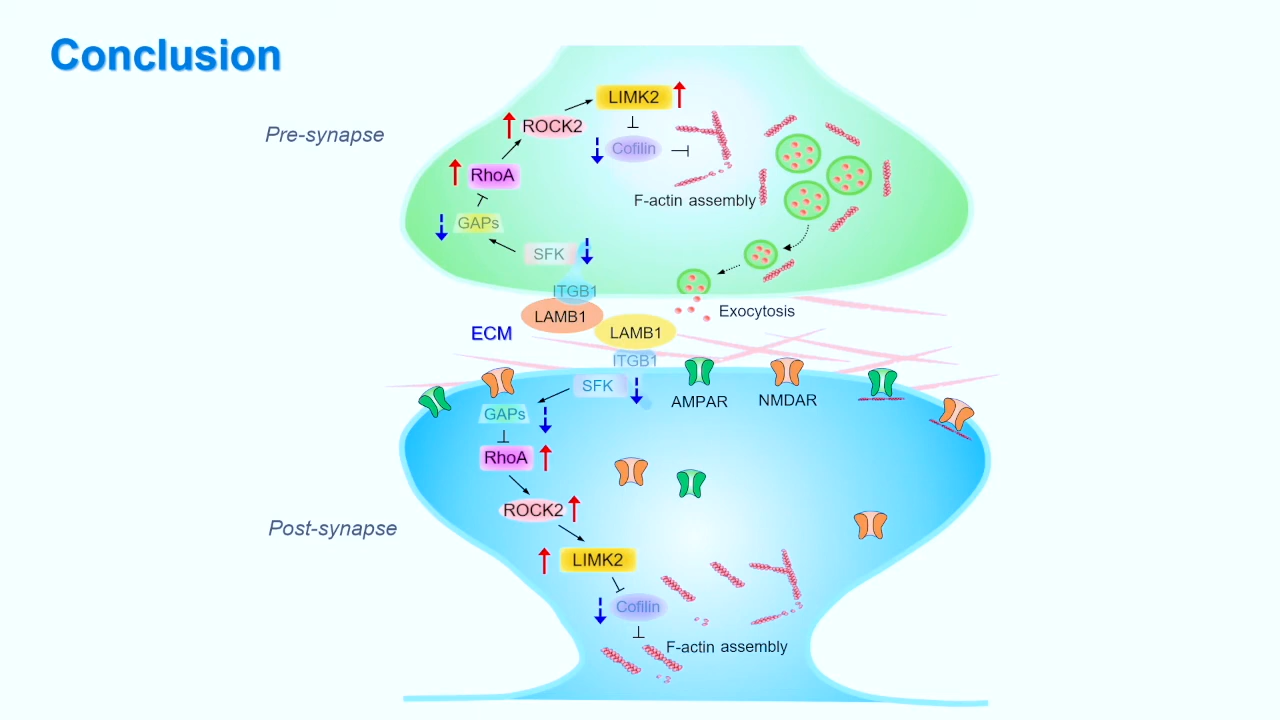 Conclusion
Pre-synapse
LIMK2
ROCK2
Cofilin
RhoA
F-actin assembly
GAPs
SFK
ITGB1
LAMB1
Exocytosis
ECM
LAMB1
ITGB1
SFK
AMPAR
NMDAR
GAPs
RhoA
ROCK2
Post-synapse
LIMK2
Cofilin
F-actin assembly